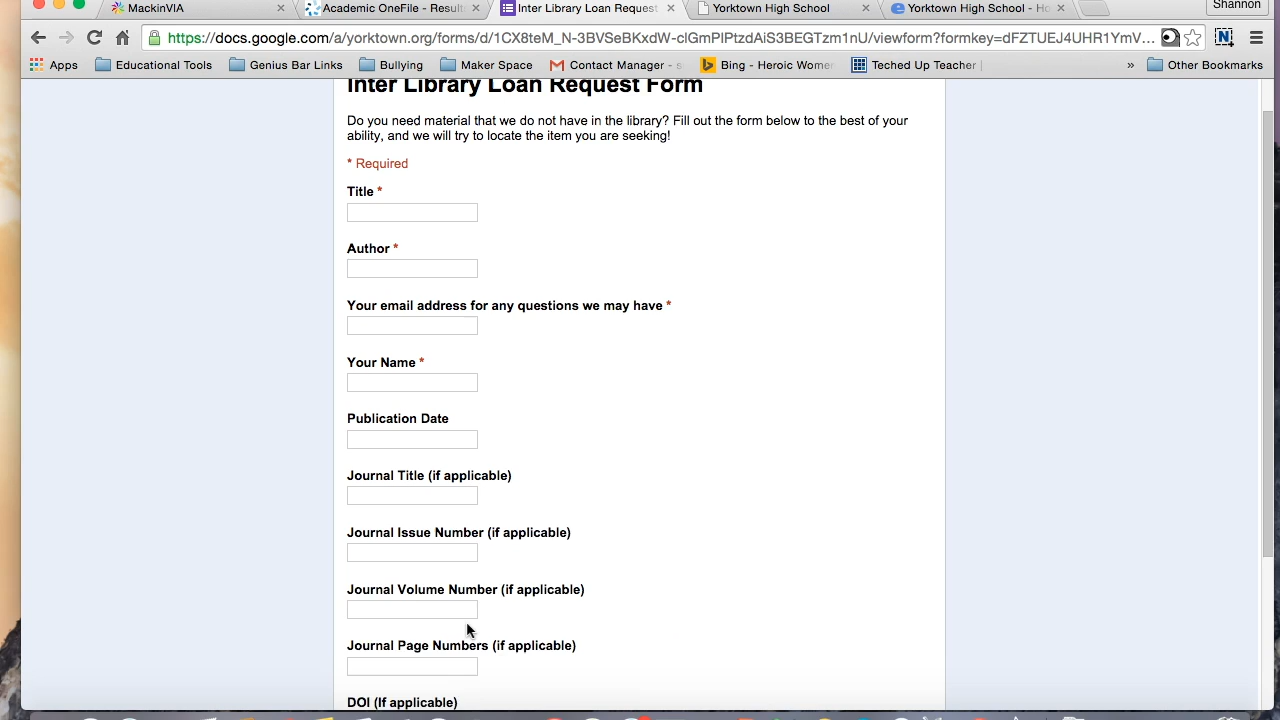 MackinVIA
Academic OneFile - Result
Inter Library Loan Request
Yorktown High School
Yorktown High School - Ho
Shannon
https://docs.google.com/a/yorktown.org/forms/d/1CX8teM_N-3BVSeBKxdW-clGmPIPtzdAiS3BEGTzm1nU/viewform?formkey=dFZTUEJ4UHR1YmV...
Apps
Educational Tools
Genius Bar Links
Bullying
Maker Space
Contact Manager - s
Bing - Heroic Women
Teched Up Teacher |
»
Other Bookmarks
Inter Library Loan Request Form
Do you need material that we do not have in the library? Fill out the form below to the best of your
ability, and we will try to locate the item you are seeking!
* Required
Title *
Author *
Your email address for any questions we may have *
Your Name *
Publication Date
Journal Title (if applicable)
Journal Issue Number (if applicable)
Journal Volume Number (if applicable)
Journal Page Numbers (if applicable)
DOI (If applicable)